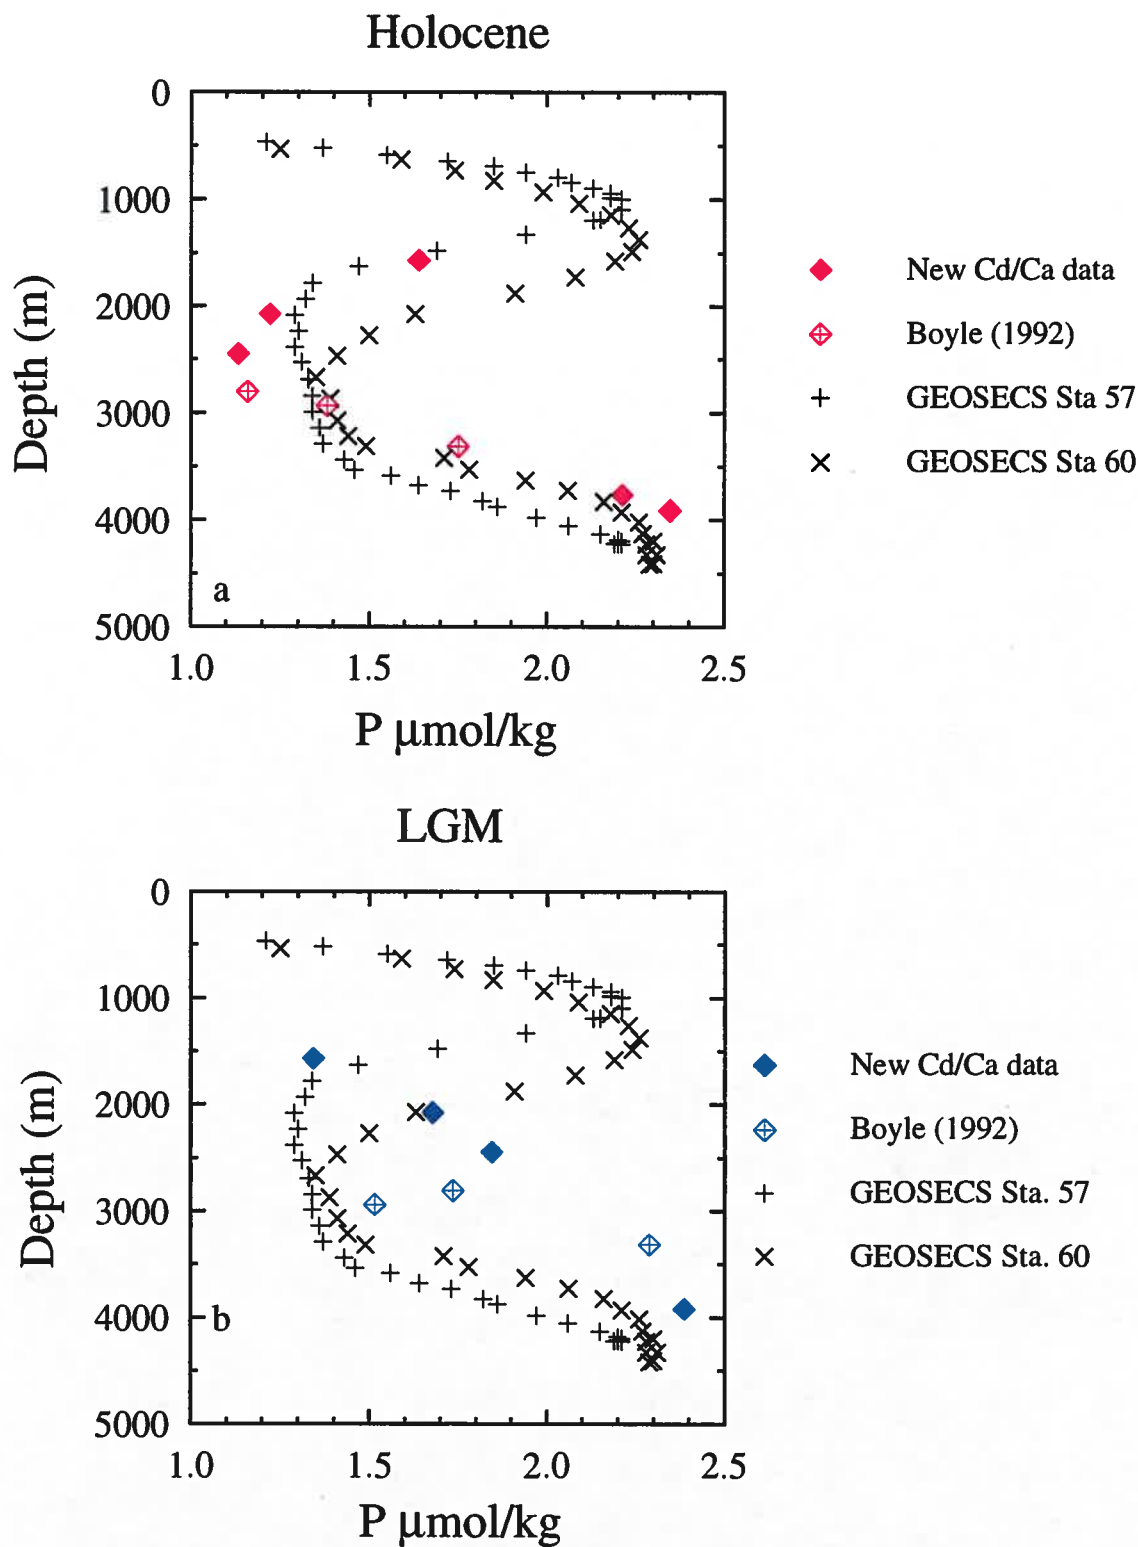 Holocene
0
1000
2000
3000
4000
5000
Depth (m)
a
1.0 1.5 2.0 2.5
P μmol/kg
New Cd/Ca data
Boyle (1992)
GEOSECS Sta 57
GEOSECS Sta 60
LGM
0
1000
2000
3000
4000
5000
Depth (m)
b
1.0 1.5 2.0 2.5
P μmol/kg
New Cd/Ca data
Boyle (1992)
GEOSECS Sta. 57
GEOSECS Sta. 60